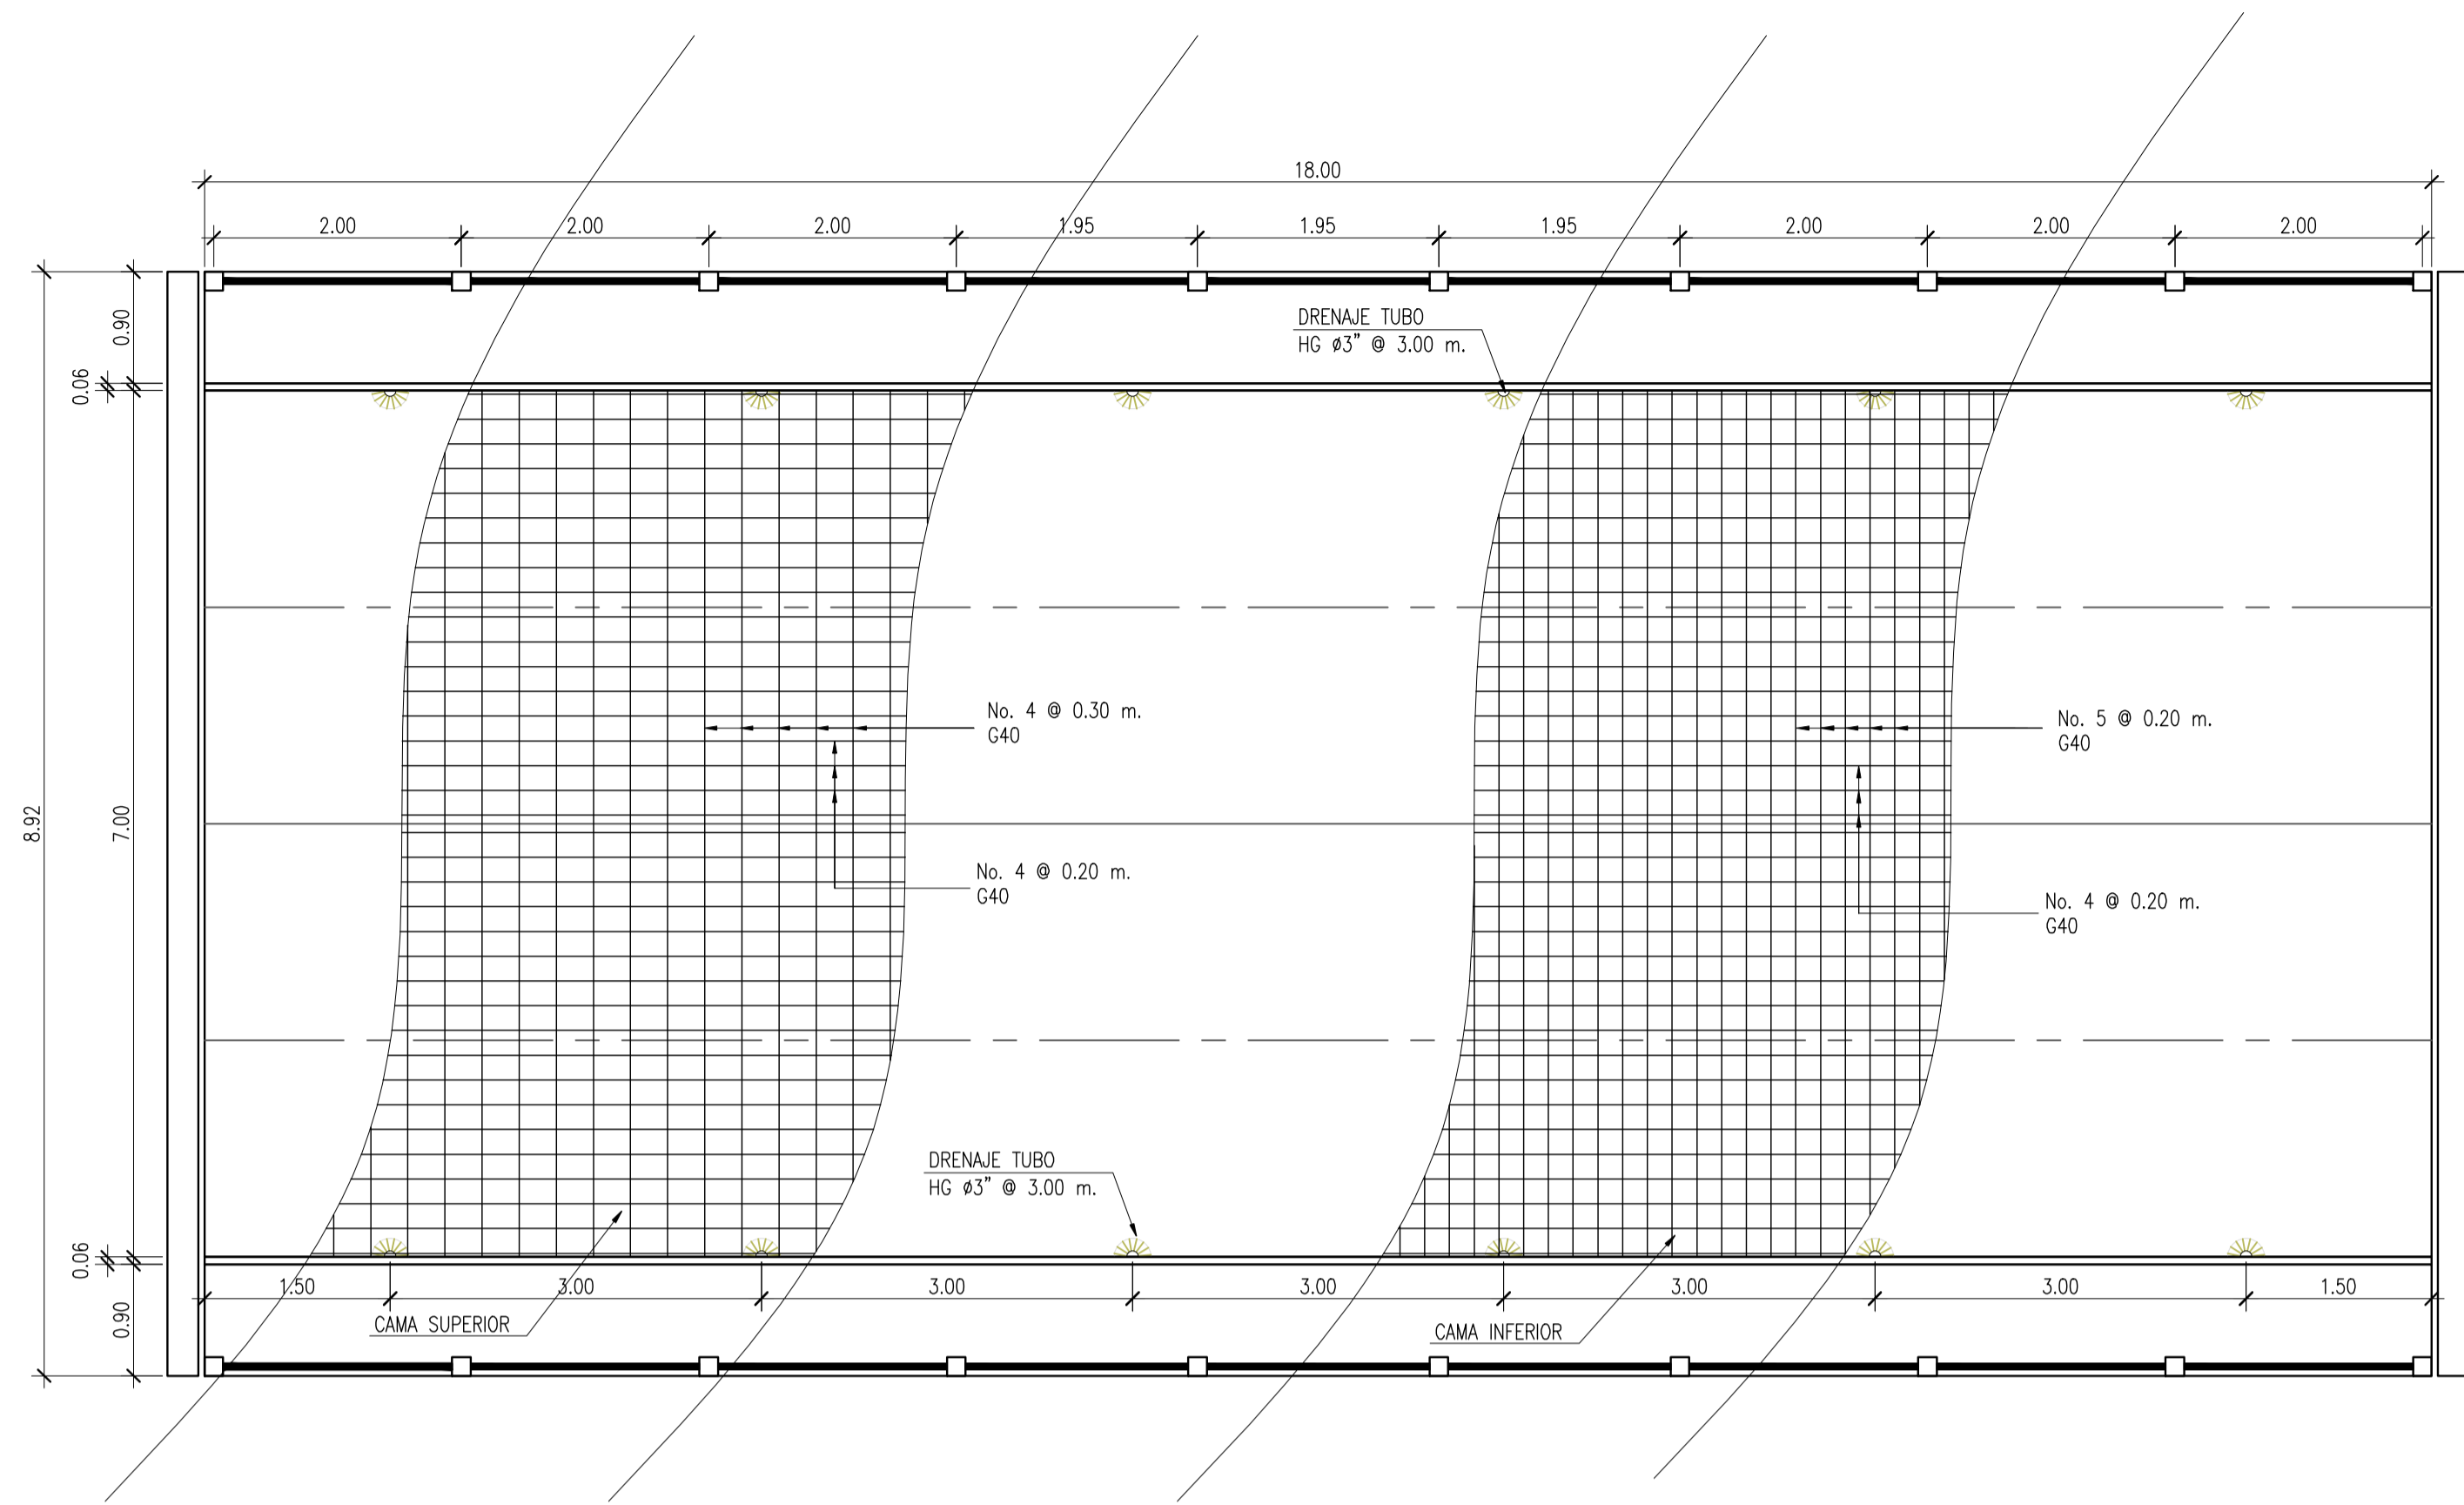 18.00
2.00
2.00
2.00
1.95
1.95
1.95
2.00
2.00
2.00
0.90
0.06
DRENAJE TUBO
HG ø3" @ 3.00 m.
No. 4 @ 0.30 m.
G40
No. 5 @ 0.20 m.
G40
8.92
7.00
No. 4 @ 0.20 m.
G40
No. 4 @ 0.20 m.
G40
DRENAJE TUBO
HG ø3" @ 3.00 m.
0.06
0.90
1.50
3.00
3.00
3.00
3.00
3.00
1.50
CAMA SUPERIOR
CAMA INFERIOR